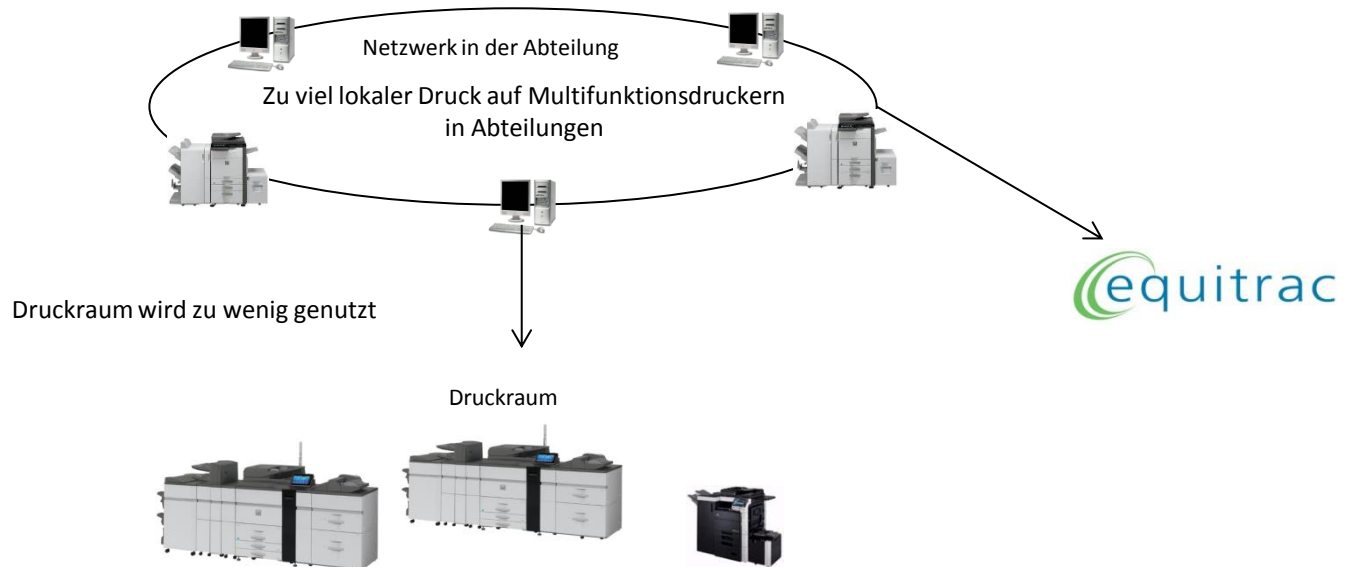 Netzwerk in der Abteilung
Zu viel lokaler Druck auf Multifunktionsdruckern
in Abteilungen
equitrac
Druckraum wird zu wenig genutzt
Druckraum